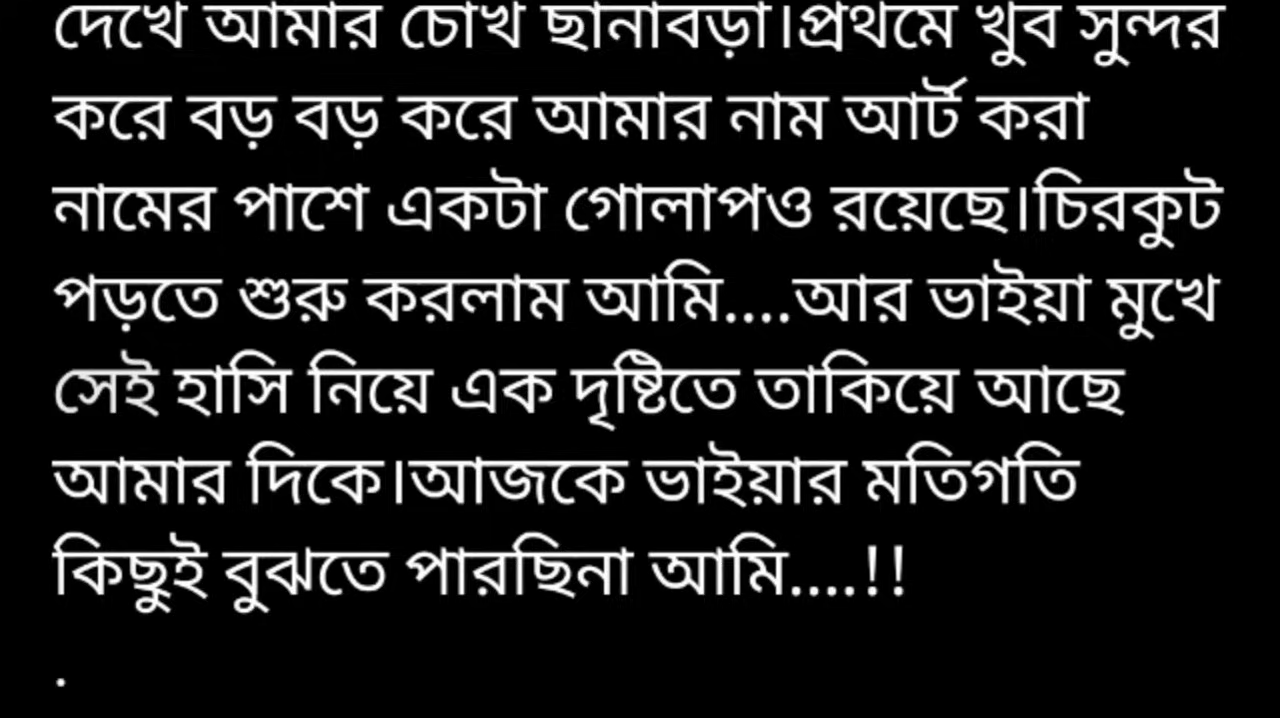 দেখে আমার চোখ ছানাবড়া।প্রথমে খুব সুন্দর
করে বড় বড় করে আমার নাম আর্ট করা
নামের পাশে একটা গোলাপও রয়েছে।চিরকুট
পড়তে শুরু করলাম আমি....আর ভাইয়া মুখে
সেই হাসি নিয়ে এক দৃষ্টিতে তাকিয়ে আছে
আমার দিকে।আজকে ভাইয়ার মতিগতি
কিছুই বুঝতে পারছিনা আমি....!!
.